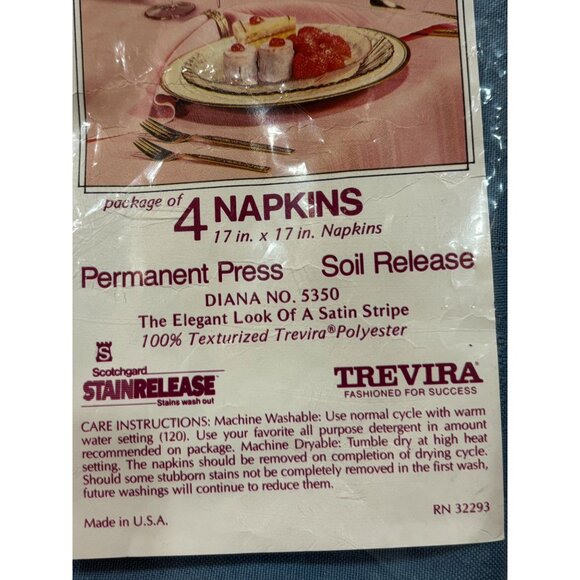 package of
4 NAPKINS
17 in. x 17 in. Napkins
Permanent Press Soil Release
DIANA NO. 5350
The Elegant Look Of A Satin Stripe
100% Texturized Trevira® Polyester
S
Scotchgard
STAINRELEASE
Stains wash out
TREVIRA
FASHIONED FOR SUCCESS
CARE INSTRUCTIONS: Machine Washable: Use normal cycle with warm
water setting (120). Use your favorite all purpose detergent in amount
recommended on package. Machine Dryable: Tumble dry at high heat
setting. The napkins should be removed on completion of drying cycle.
Should some stubborn stains not be completely removed in the first wash,
future washings will continue to reduce them.
Made in U.S.A.
RN 32293